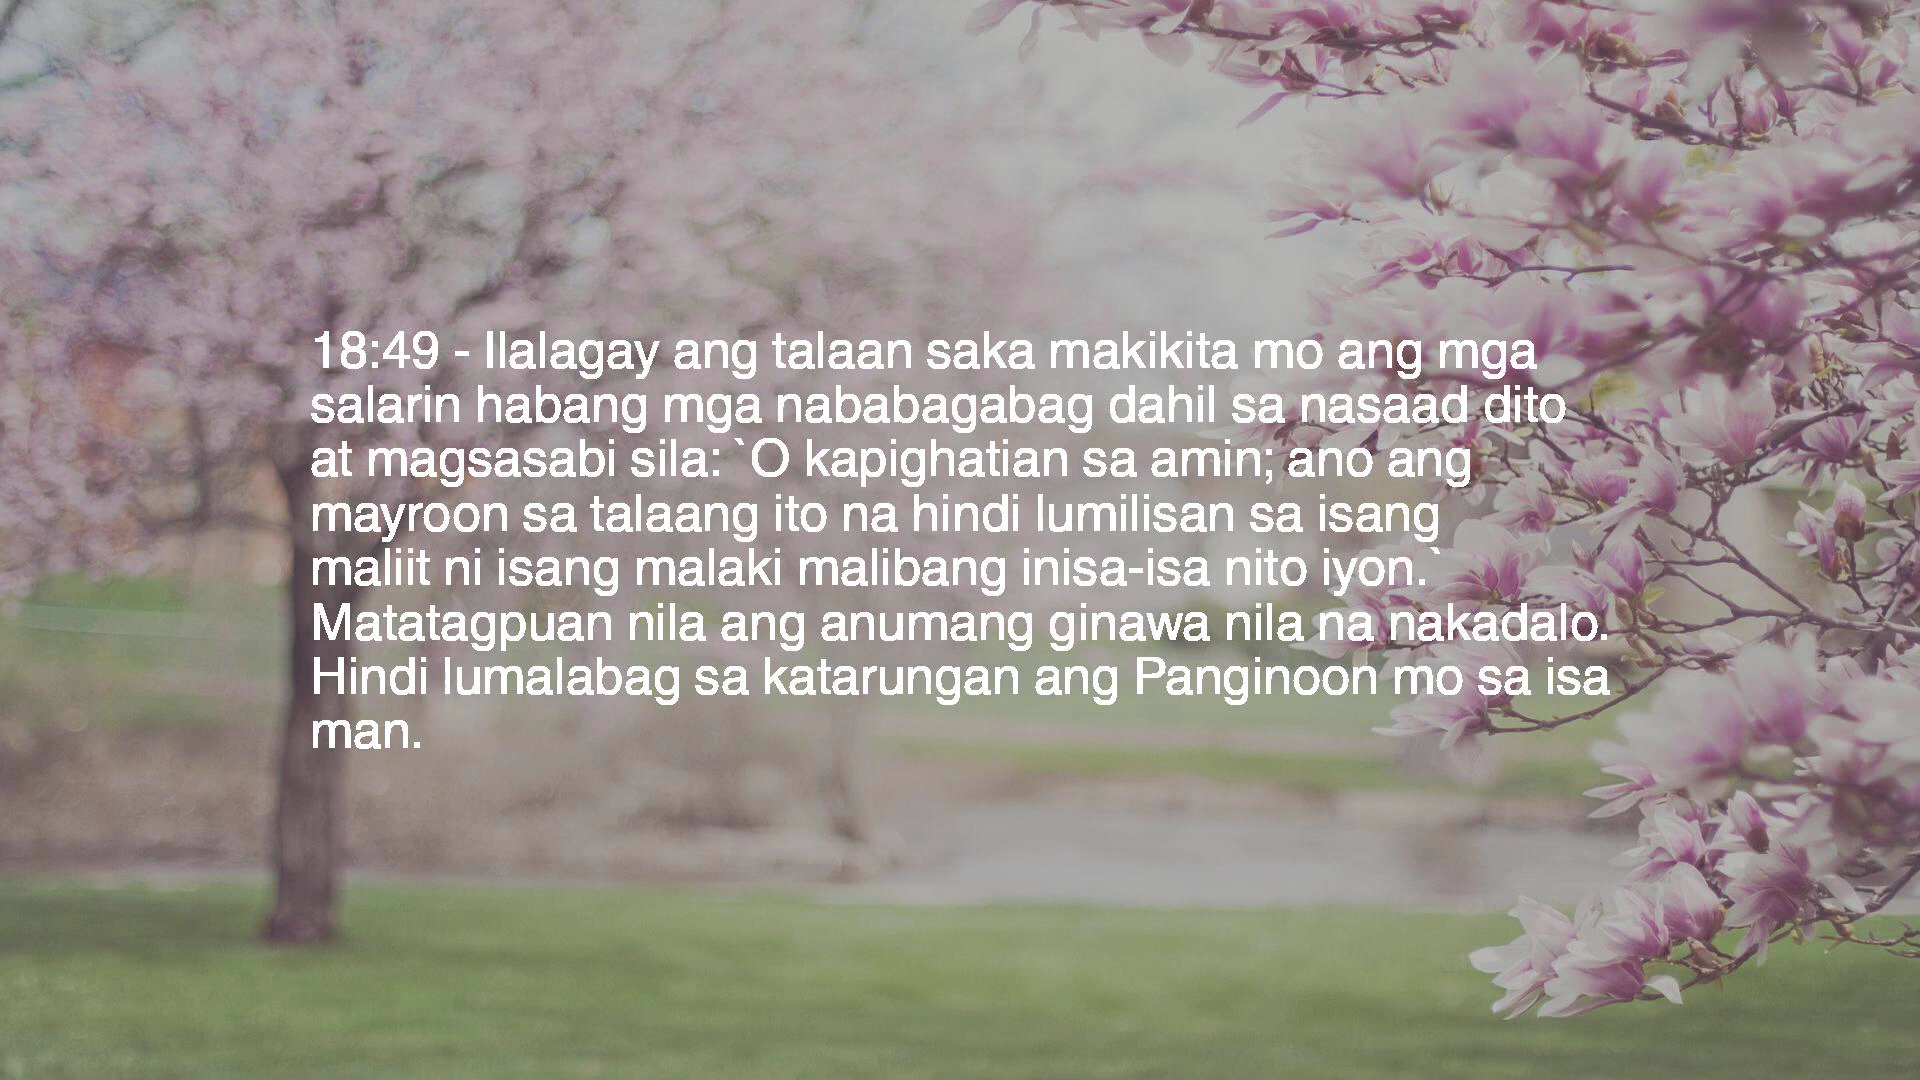 18:49 - Ilalagay ang talaan saka makikita mo ang mga
salarin habang mga nababagabag dahil sa nasaad dito
at magsasabi sila: `O kapighatian sa amin; ano ang
mayroon sa talaang ito na hindi lumilisan sa isang
maliit ni isang malaki malibang inisa-isa nito iyon.`
Matatagpuan nila ang anumang ginawa nila na nakadalo.
Hindi lumalabag sa katarungan ang Panginoon mo sa isa
man.